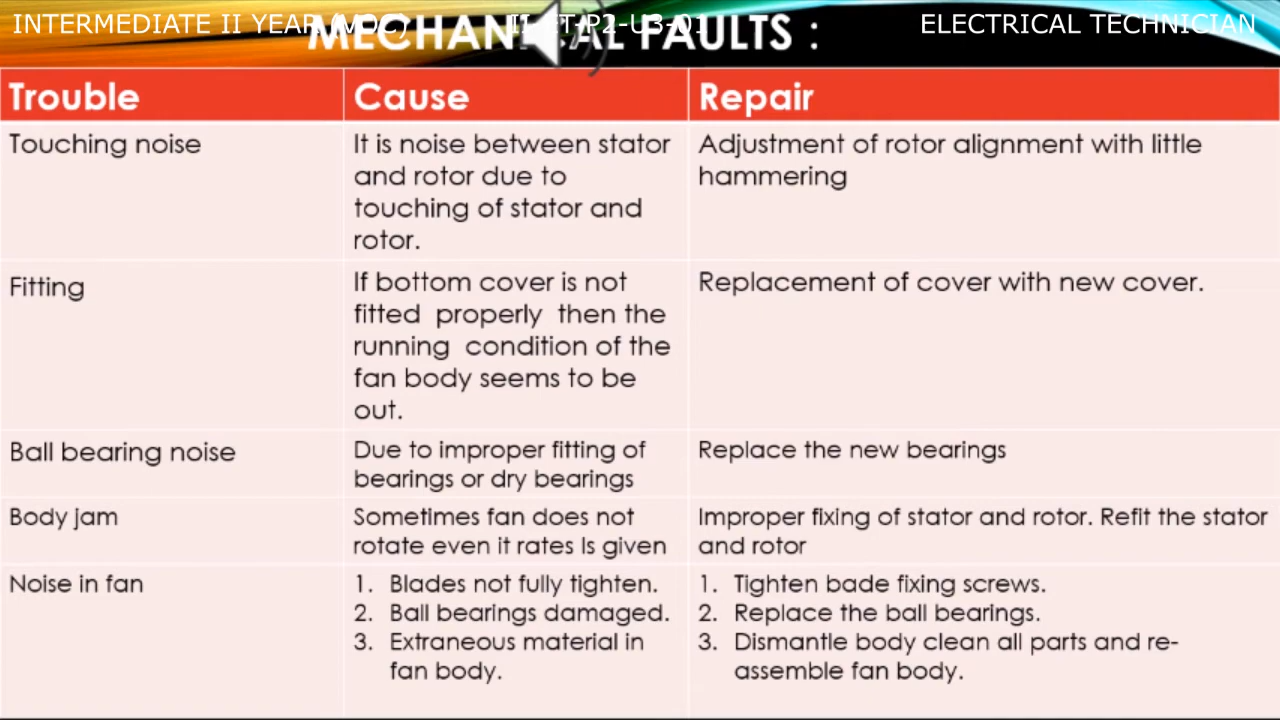 INTERMEDIATE II YEAR (VOC) II-ET-P2-U3-01 ELECTRICAL TECHNICIAN
MECHANICAL FAULTS :
Trouble Cause Repair
Touching noise
It is noise between stator
and rotor due to
touching of stator and
rotor.
Adjustment of rotor alignment with little
hammering
Fitting
If bottom cover is not
fitted properly then the
running condition of the
fan body seems to be
out.
Replacement of cover with new cover.
Ball bearing noise
Due to improper fitting of
bearings or dry bearings
Replace the new bearings
Body jam
Sometimes fan does not
rotate even it rates Is given
Improper fixing of stator and rotor. Refit the stator
and rotor
Noise in fan
1. Blades not fully tighten.
2. Ball bearings damaged.
3. Extraneous material in
fan body.
1. Tighten bade fixing screws.
2. Replace the ball bearings.
3. Dismantle body clean all parts and re-
assemble fan body.